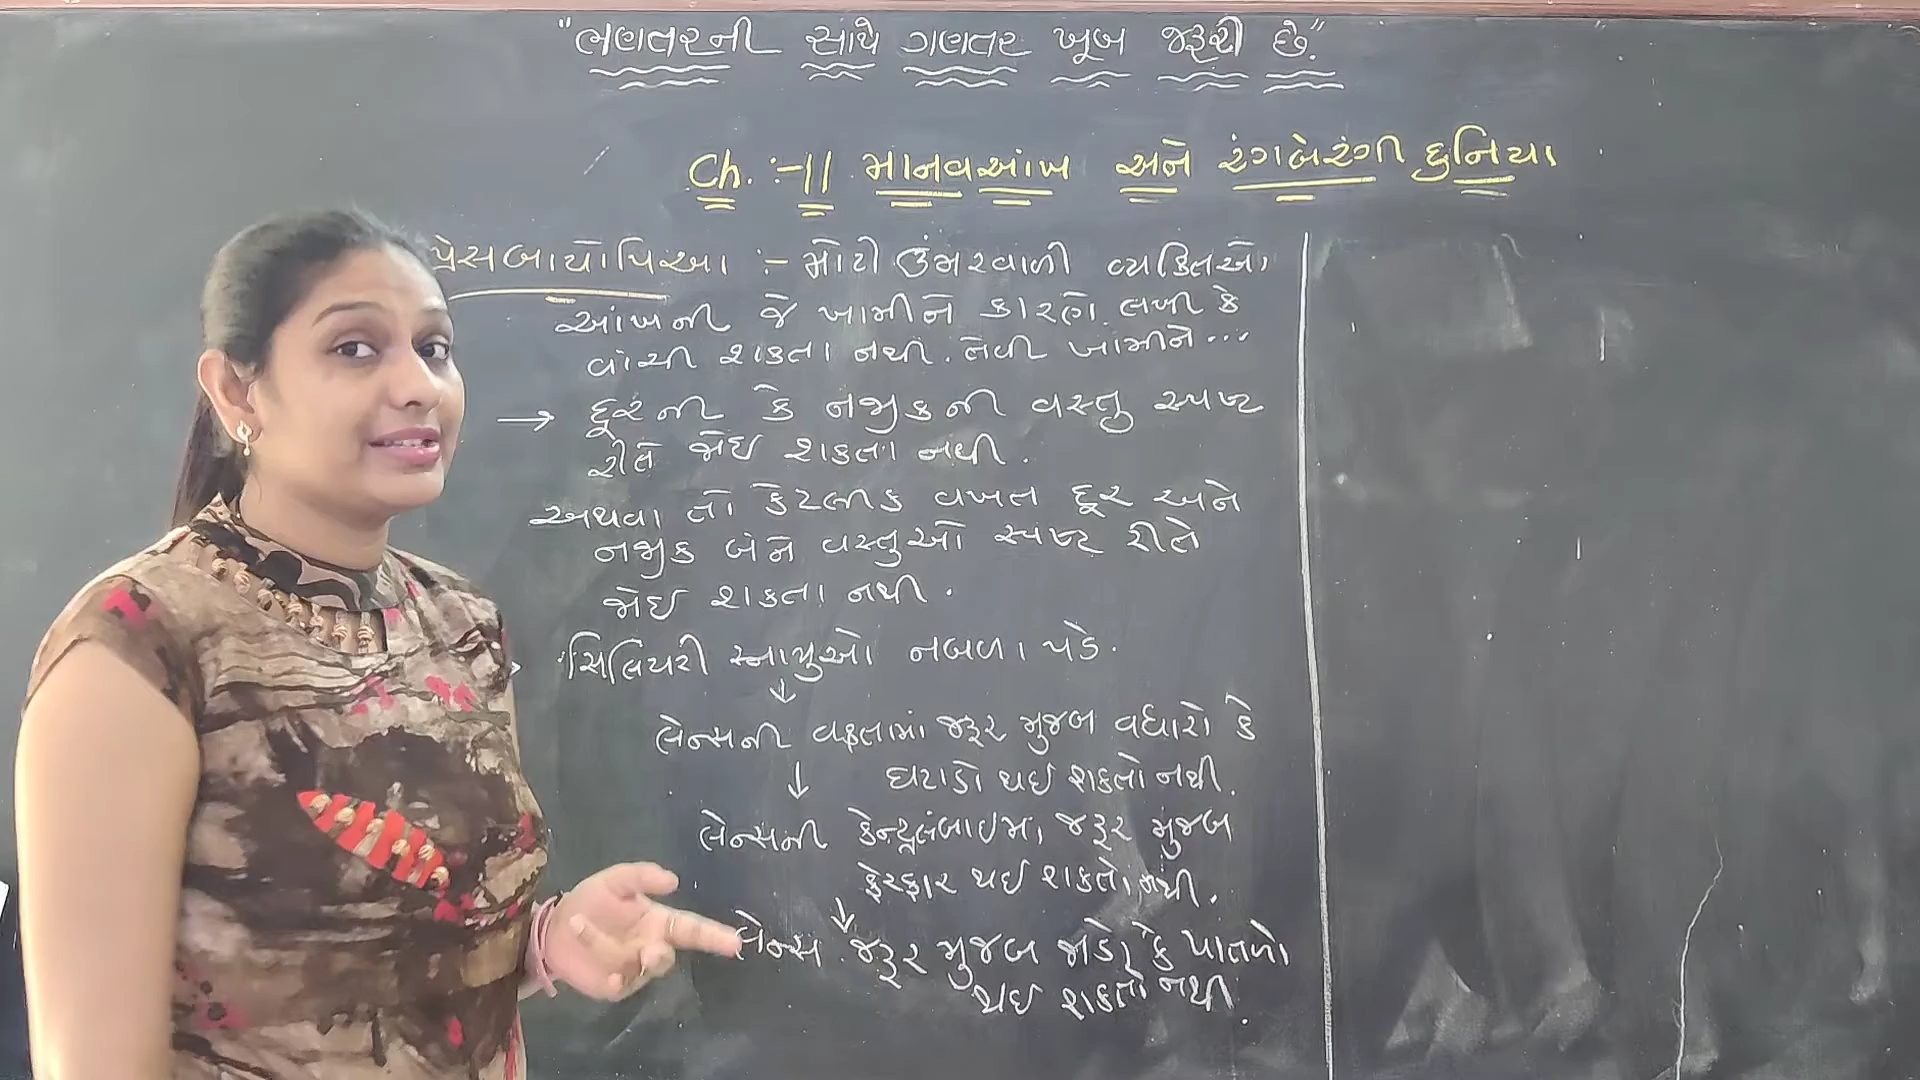 "ભણતરની સાથે ગણતર ખૂબ જરૂરી છે."
Ch. :-11 માનવઆંખ અને રંગબેરંગી દુનિયા
પ્રેસબાયોપિઆ :- મોટી ઉંમરવાળી વ્યક્તિઓ
આંખની જે ખામીને કારણે લખી કે
વાંચી શકતા નથી. તેવી ખામીને...
→ દૂરની કે નજીકની વસ્તુ સ્પષ્ટ
રીતે જોઈ શકતા નથી.
અથવા તો કેટલીક વખત દૂર અને
નજીક બંને વસ્તુઓ સ્પષ્ટ રીતે
જોઈ શકતા નથી.
સિલિયરી સ્નાયુઓ નબળા પડે.
↓
લેન્સની વક્રતામાં જરૂર મુજબ વધારો કે
↓ ઘટાડો થઈ શકતો નથી.
લેન્સની કેન્દ્રલંબાઈમાં જરૂર મુજબ
ફેરફાર થઈ શકતો નથી.
↓
લેન્સ જરૂર મુજબ જાડો કે પાતળો
થઈ શકતો નથી.